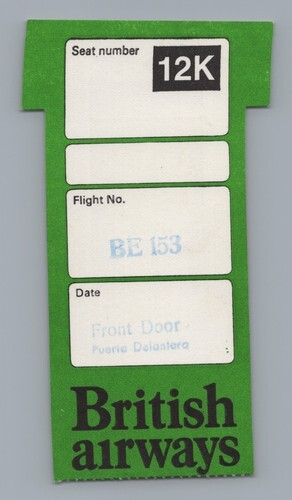 Seat number
12K
Flight No.
BE 153
Date
Front Door
Puerta Delantera
British
airways